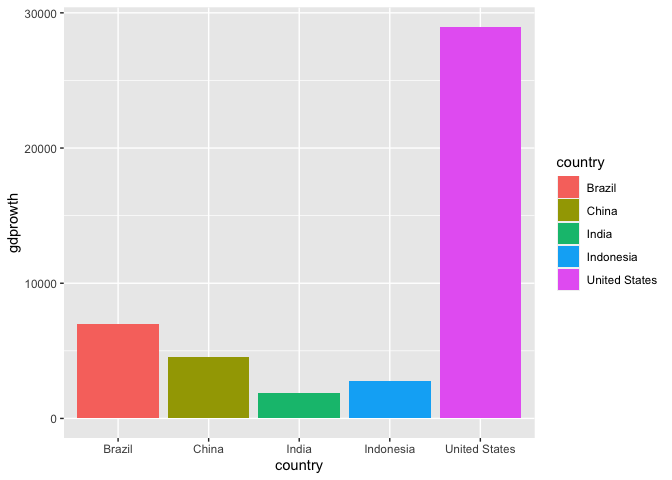 30000
20000
10000
0
gdprowth
Brazil China India Indonesia United States
country
country
Brazil
China
India
Indonesia
United States